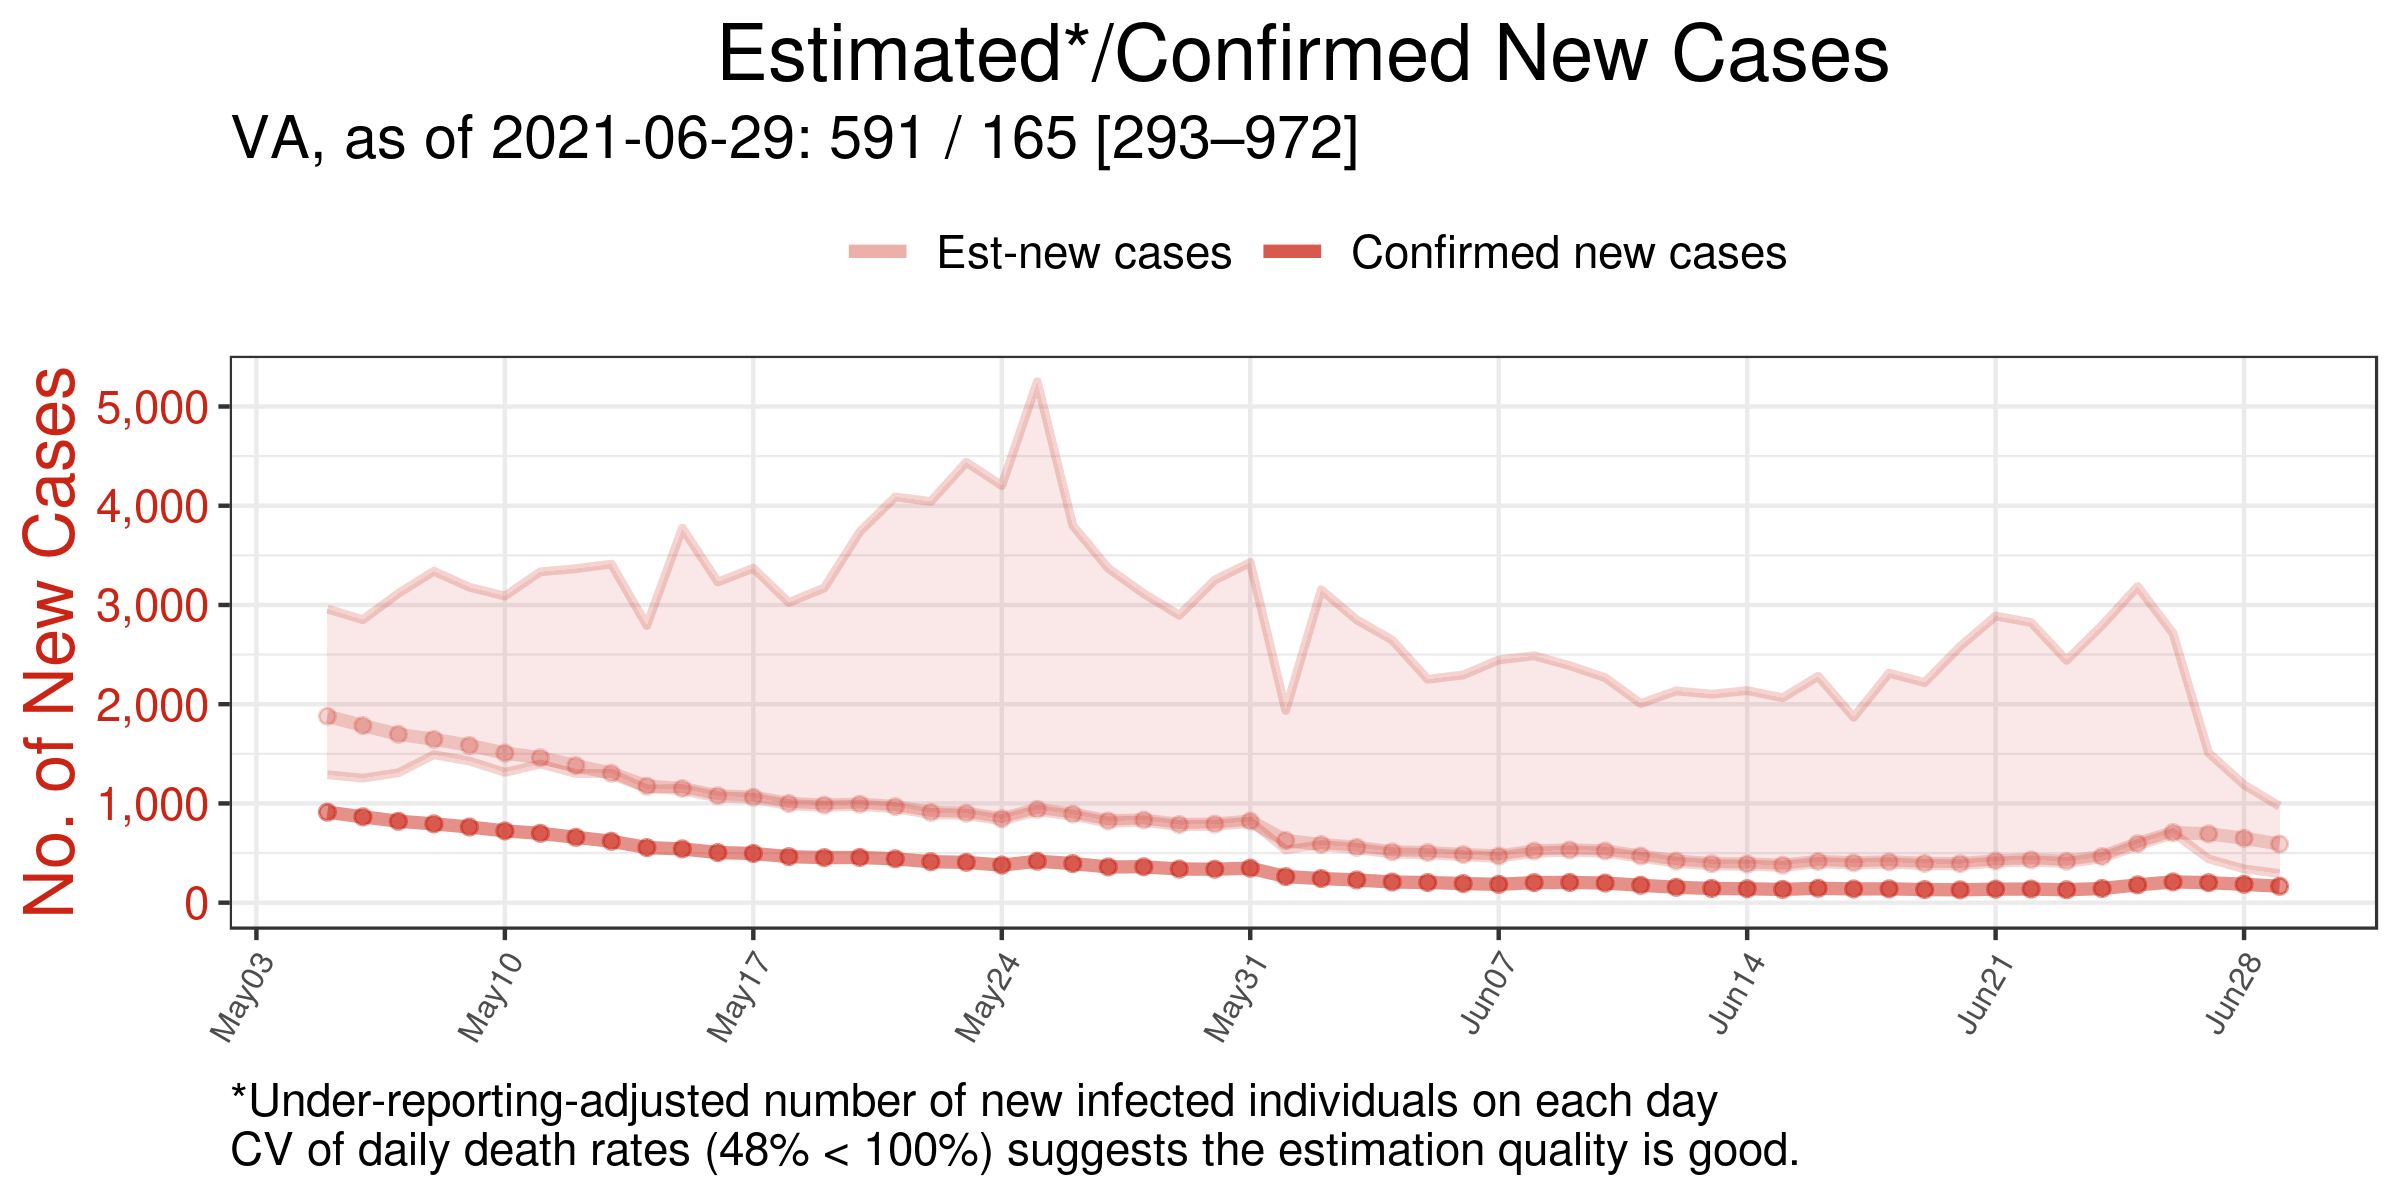 Estimated*/Confirmed New Cases
VA, as of 2021-06-29: 591 / 165 [293–972]
Est-new cases
Confirmed new cases
No. of New Cases
5,000
4,000
3,000
2,000
1,000
0
May03
May10
May17
May24
May31
Jun07
Jun14
Jun21
Jun28
*Under-reporting-adjusted number of new infected individuals on each day
CV of daily death rates (48% < 100%) suggests the estimation quality is good.